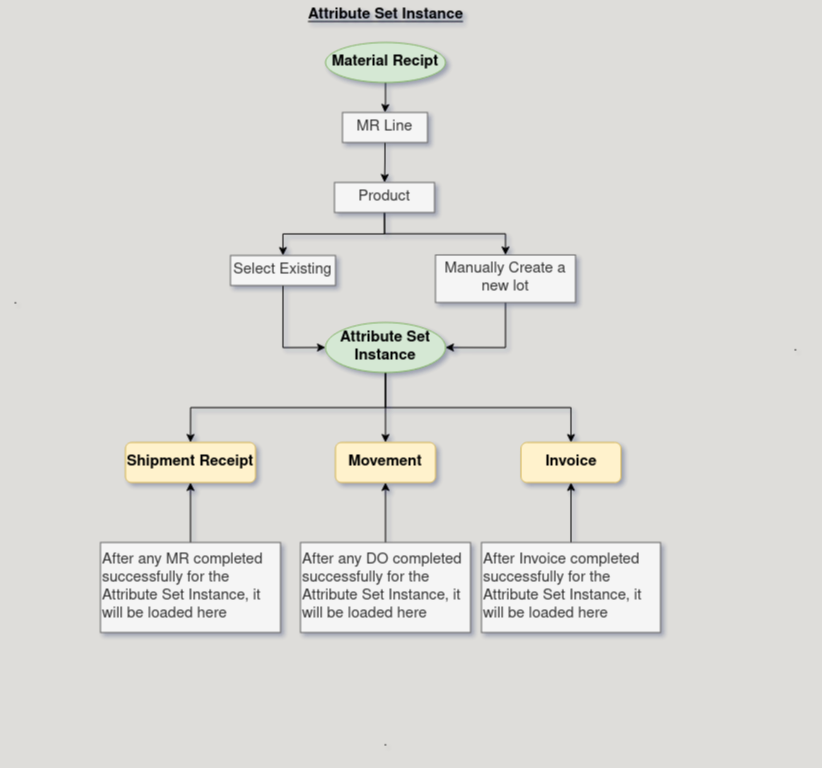 Attribute Set Instance
Material Recipt
MR Line
Product
Select Existing
Manually Create a
new lot
Attribute Set
Instance
Shipment Receipt
Movement
Invoice
After any MR completed
successfully for the
Attribute Set Instance, it
will be loaded here
After any DO completed
successfully for the
Attribute Set Instance, it
will be loaded here
After Invoice completed
successfully for the
Attribute Set Instance, it
will be loaded here